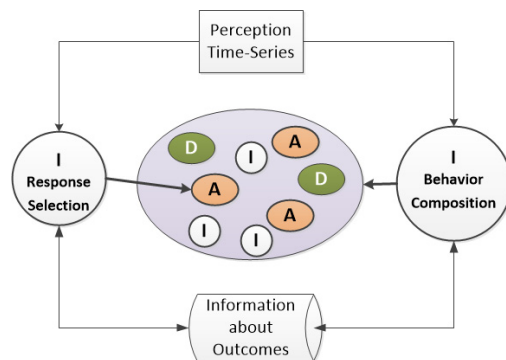 Perception
Time-Series
I
Response
Selection
D
I
A
A
D
A
I
I
I
Behavior
Composition
Information
about
Outcomes